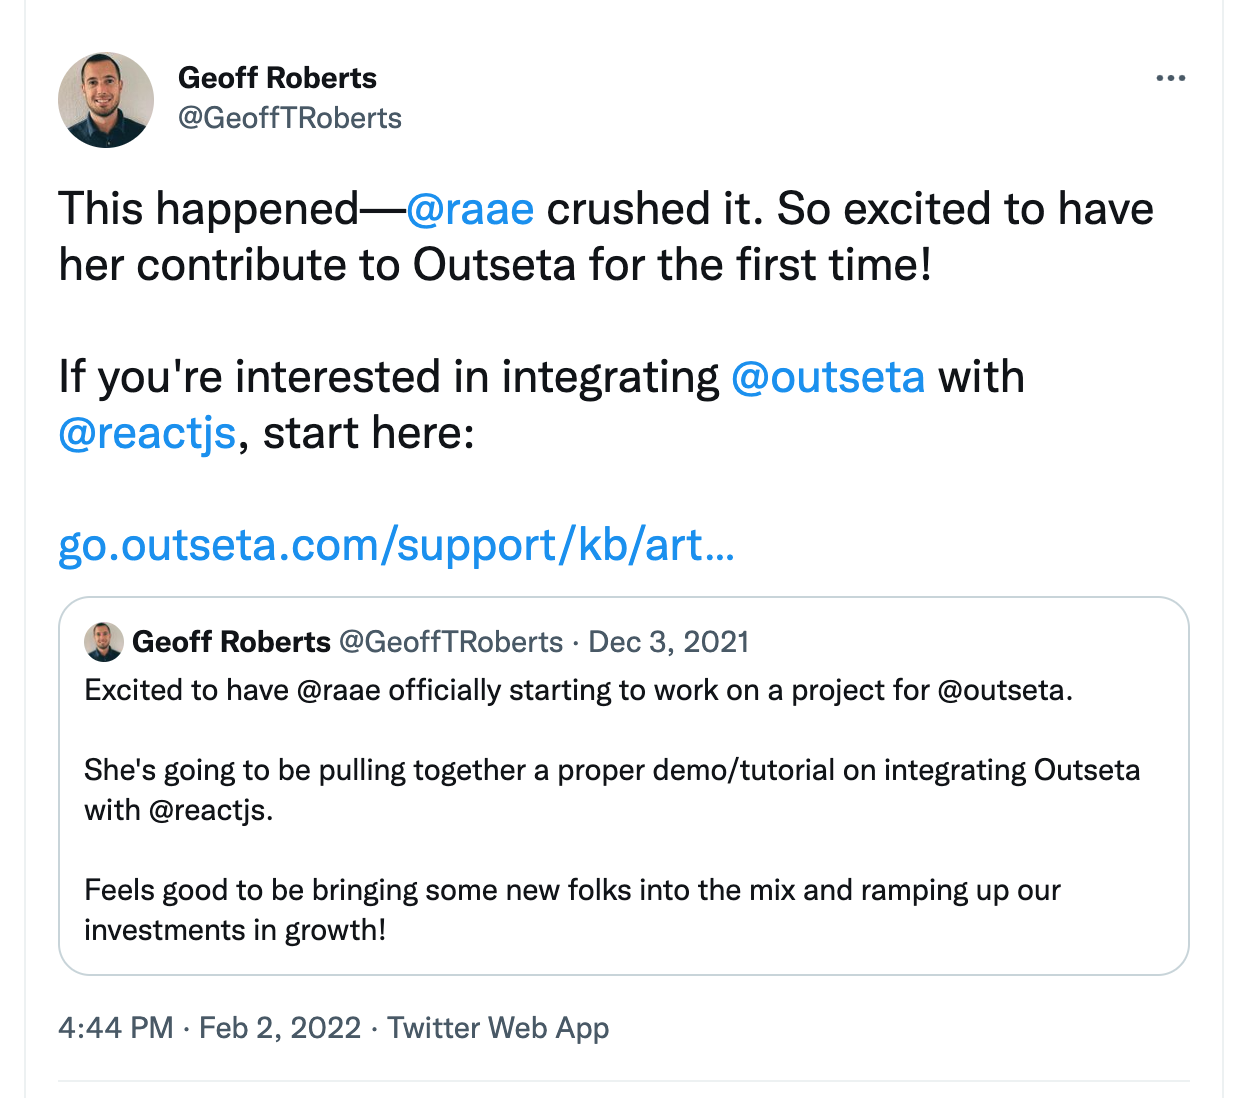 Geoff Roberts
@GeoffTRoberts
This happened—@raae crushed it. So excited to have
her contribute to Outseta for the first time!
If you're interested in integrating @outseta with
@reactjs, start here:
go.outseta.com/support/kb/art…
Geoff Roberts @GeoffTRoberts · Dec 3, 2021
Excited to have @raae officially starting to work on a project for @outseta.
She's going to be pulling together a proper demo/tutorial on integrating Outseta
with @reactjs.
Feels good to be bringing some new folks into the mix and ramping up our
investments in growth!
4:44 PM · Feb 2, 2022 · Twitter Web App